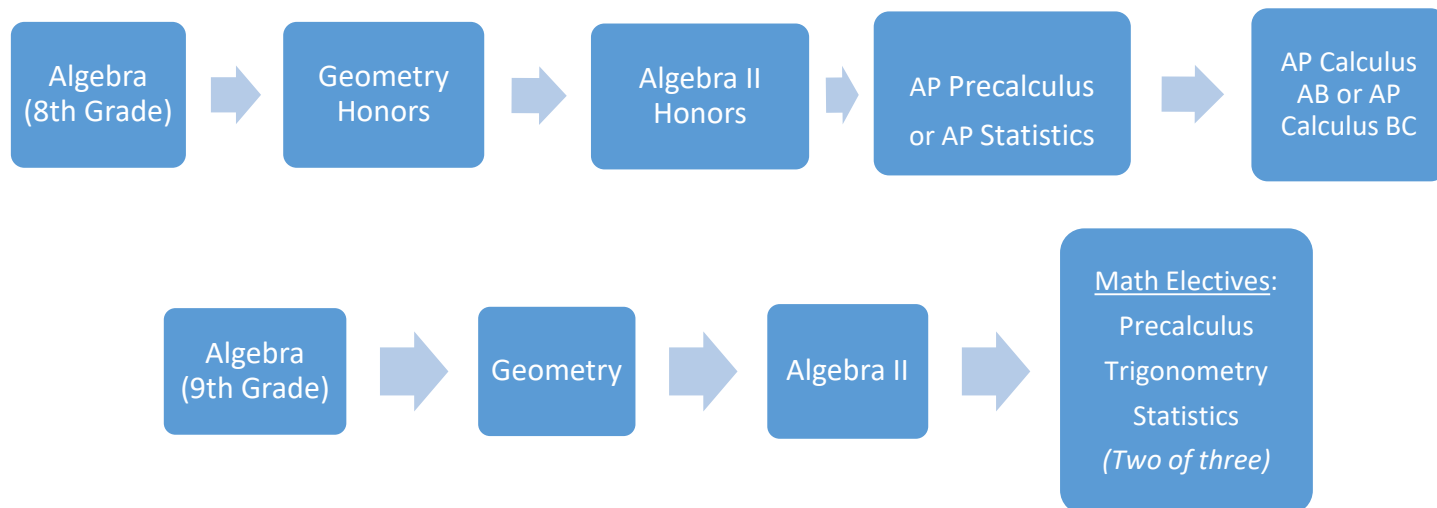 Algebra
(8th Grade)
Geometry
Honors
Algebra II
Honors
AP Precalculus
or AP Statistics
AP Calculus
AB or AP
Calculus BC
Algebra
(9th Grade)
Geometry
Algebra II
Math Electives:
Precalculus
Trigonometry
Statistics
(Two of three)